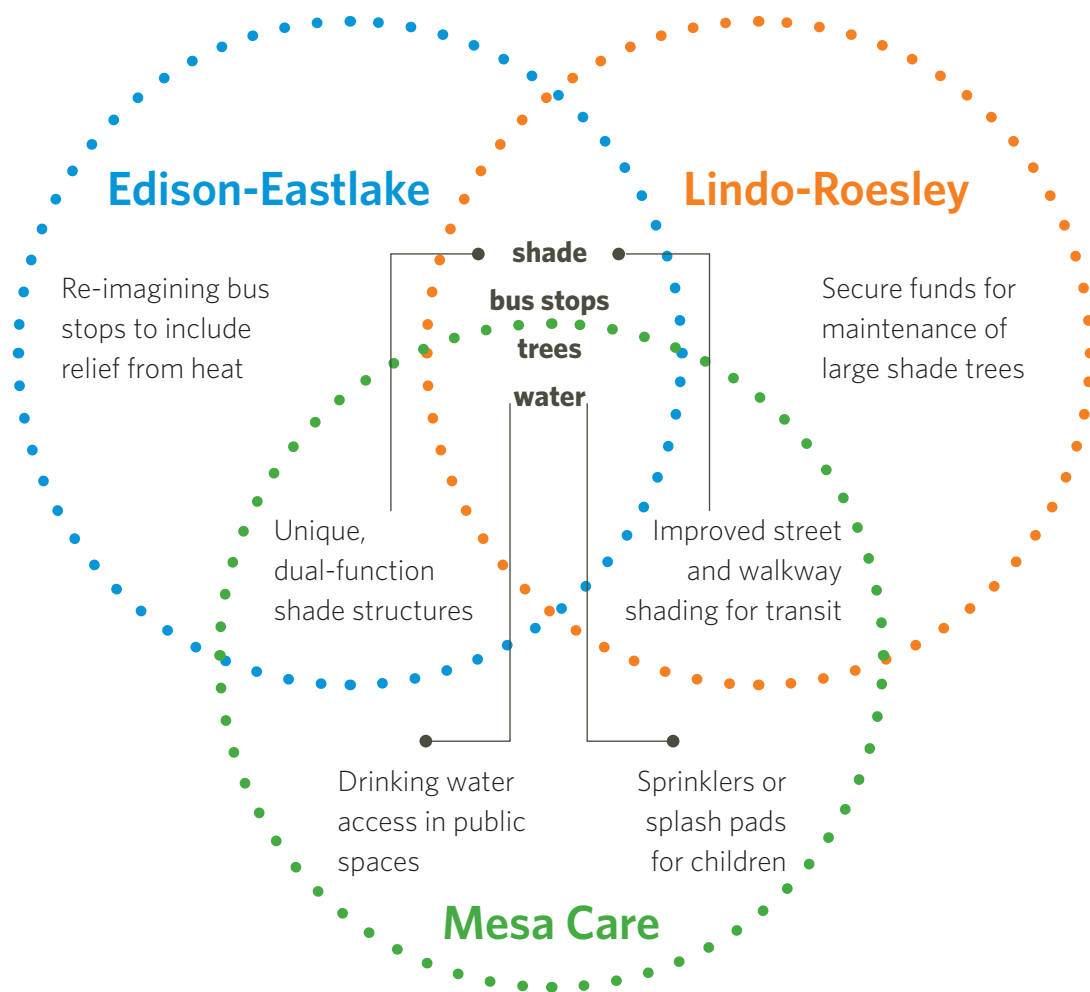 Edison-Eastlake
Lindo-Roesley
shade
bus stops
trees
water
Re-imagining bus
stops to include
relief from heat
Secure funds for
maintenance of
large shade trees
Unique,
dual-function
shade structures
Improved street
and walkway
shading for transit
Drinking water
access in public
spaces
Sprinklers or
splash pads
for children
Mesa Care